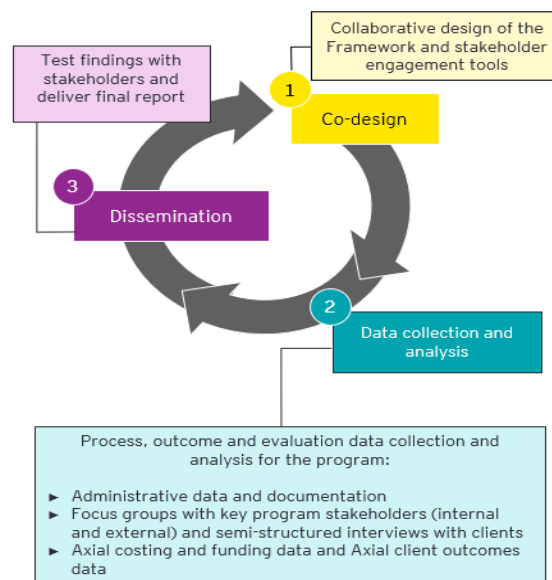 Collaborative design of the
Framework and stakeholder
engagement tools
1
Co-design
2
Data collection and
analysis
Process, outcome and evaluation data collection and
analysis for the program:
► Administrative data and documentation
► Focus groups with key program stakeholders (internal
and external) and semi-structured interviews with clients
► Axial costing and funding data and Axial client outcomes
data
3
Dissemination
Test findings with
stakeholders and
deliver final report